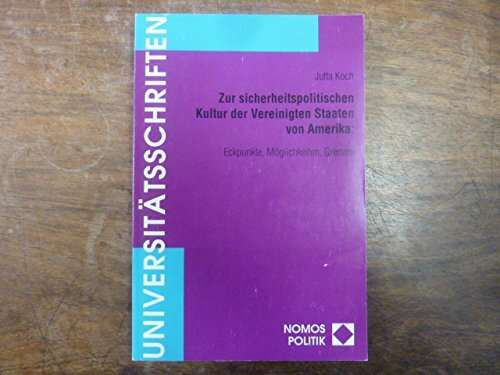 UNIVERSITÄTSSCHRIFTEN
Jutta Koch
Zur sicherheitspolitischen
Kultur der Vereinigten Staaten
von Amerika:
Eckpunkte, Möglichkeiten, Grenzen
NOMOS
POLITIK